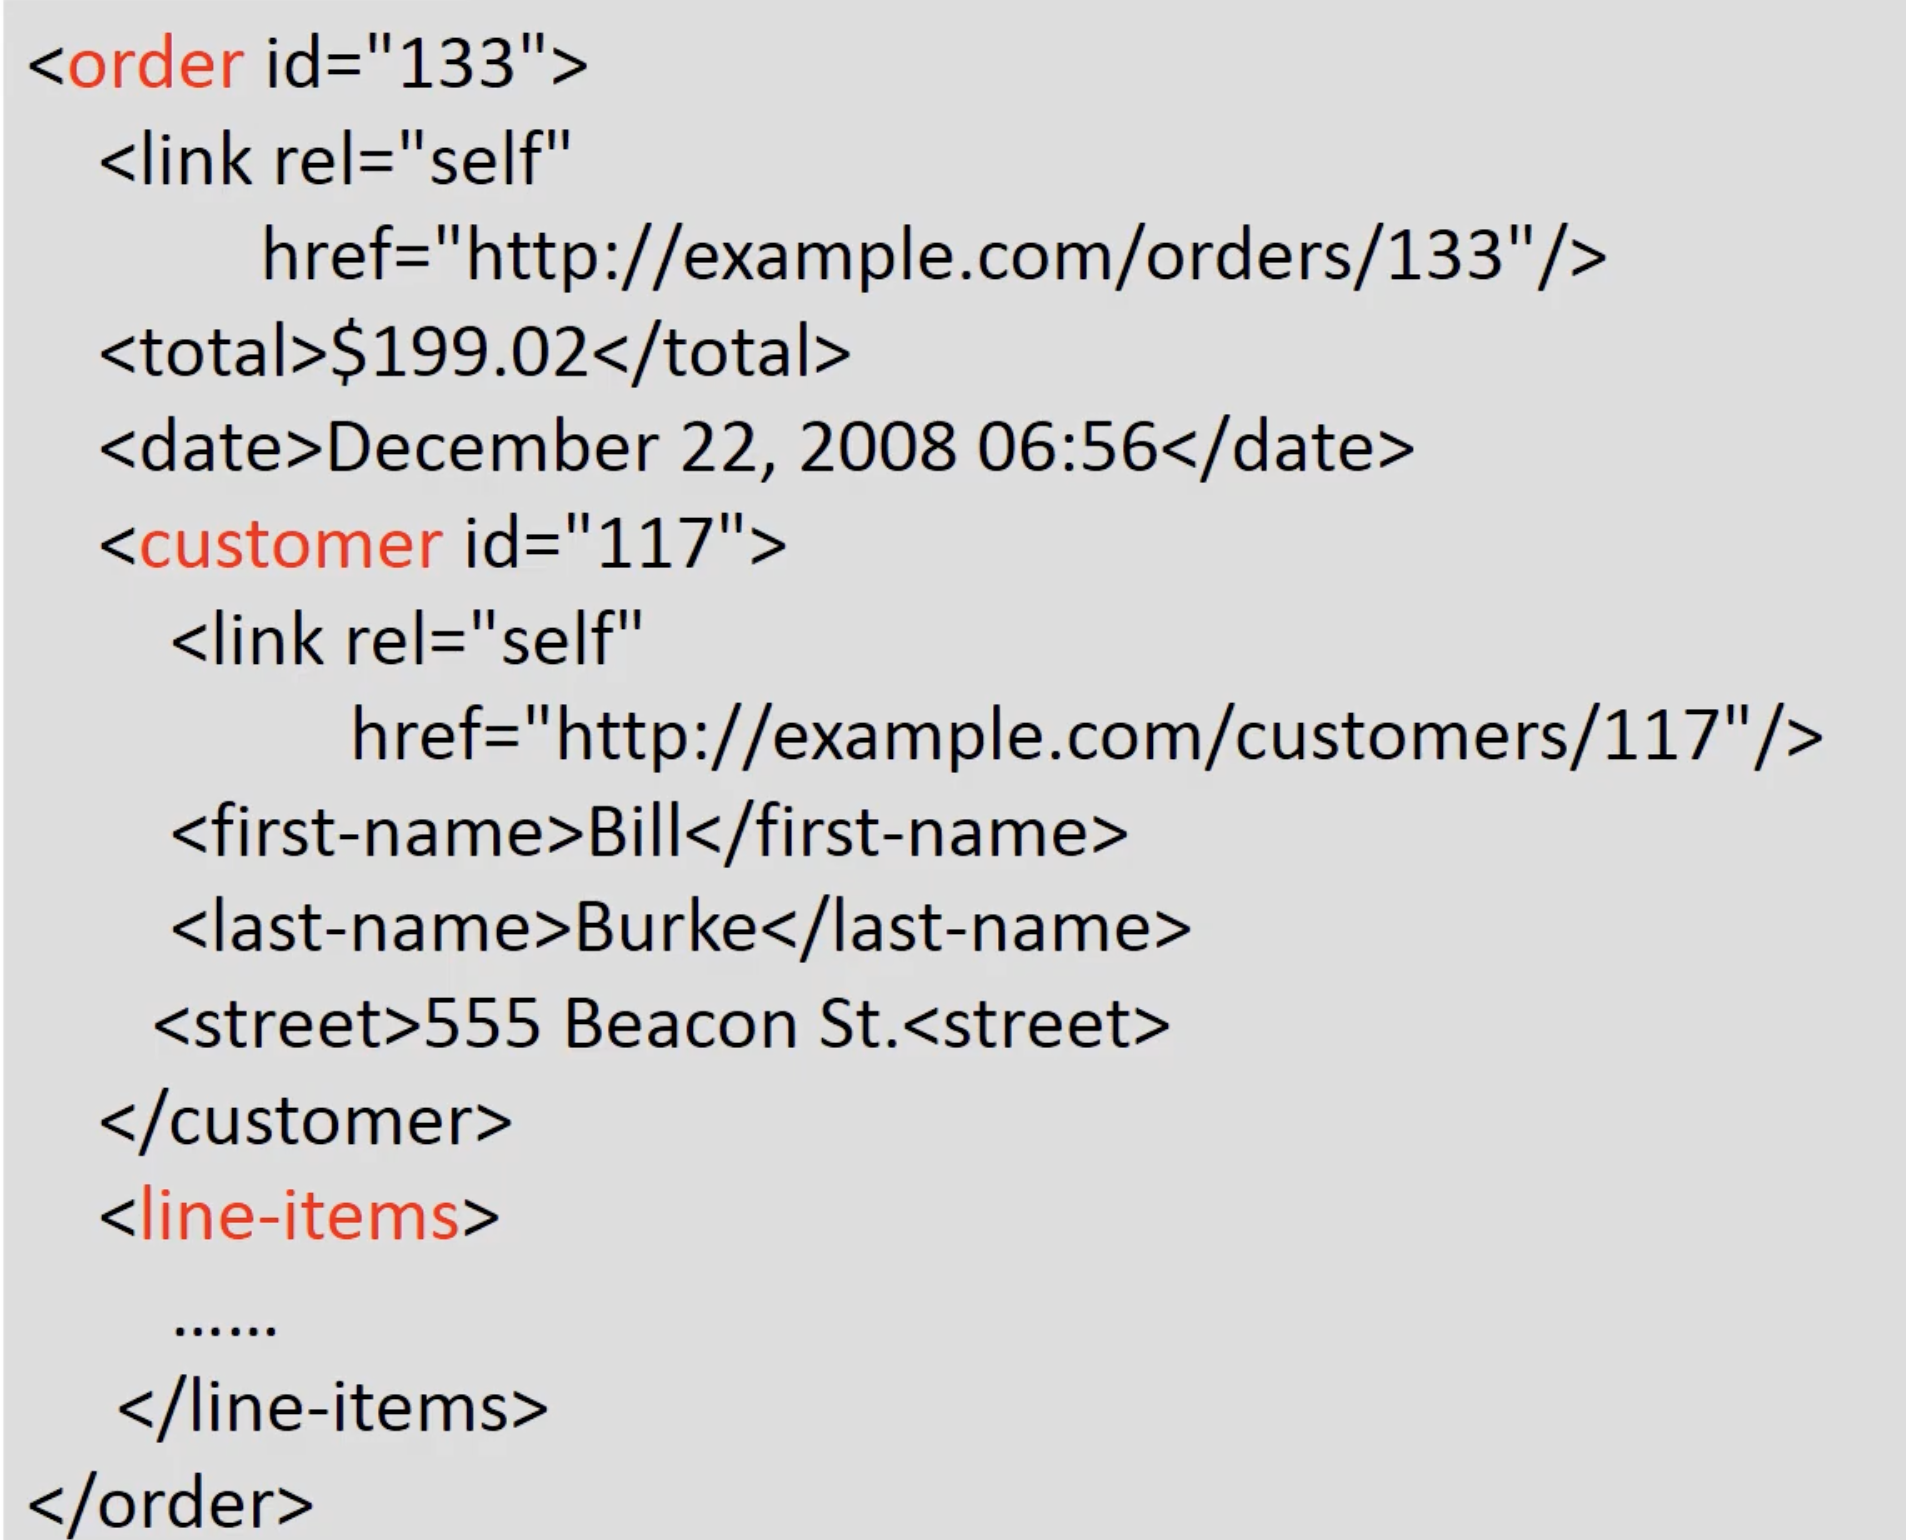 <order id="133">
<link rel="self"
href="http://example.com/orders/133"/>
<total>$199.02</total>
<date>December 22, 2008 06:56</date>
<customer id="117">
<link rel="self"
href="http://example.com/customers/117"/>
<first-name>Bill</first-name>
<last-name>Burke</last-name>
<street>555 Beacon St.<street>
</customer>
<line-items>
......
</line-items>
</order>